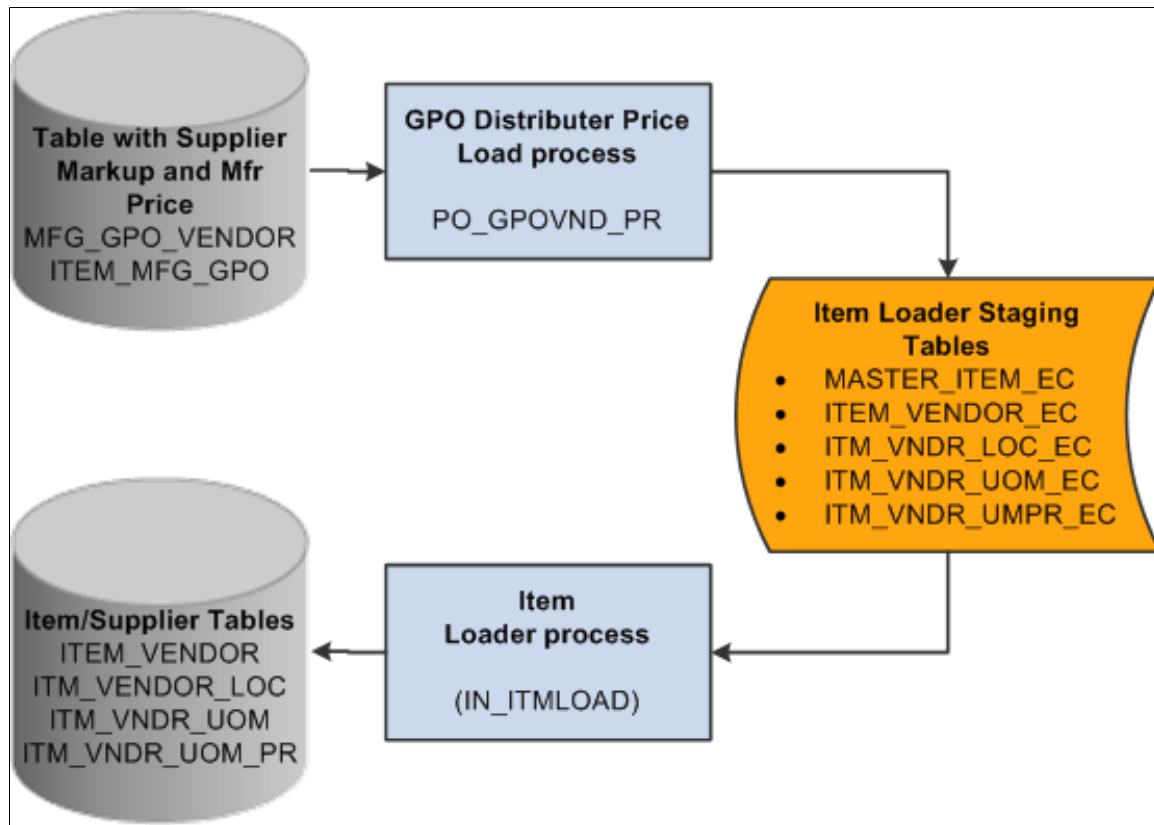 Table with Supplier
Markup and Mfr
Price
MFG_GPO_VENDOR
ITEM_MFG_GPO
GPO Distributer Price
Load process
PO_GPOVND_PR
Item Loader Staging
Tables
• MASTER_ITEM_EC
• ITEM_VENDOR_EC
• ITM_VNDR_LOC_EC
• ITM_VNDR_UOM_EC
• ITM_VNDR_UMPR_EC
Item
Loader process
(IN_ITMLOAD)
Item/Supplier Tables
ITEM_VENDOR
ITM_VENDOR_LOC
ITM_VNDR_UOM
ITM_VNDR_UOM_PR